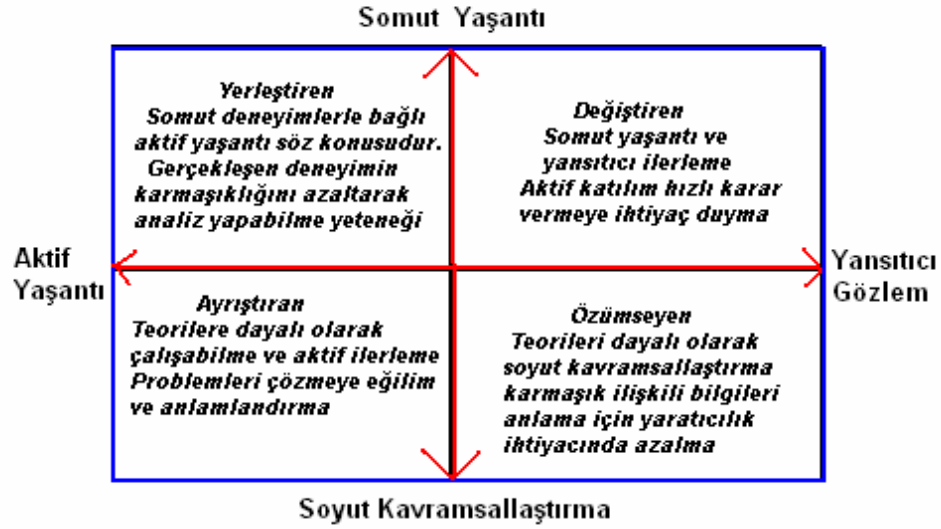 Somut Yaşantı
Yerleştiren
Somut deneyimlerle bağlı
aktif yaşantı söz konusudur.
Gerçekleşen deneyimin
karmaşıklığını azaltarak
analiz yapabilme yeteneği
Değiştiren
Somut yaşantı ve
yansıtıcı ilerleme
Aktif katılım hızlı karar
vermeye ihtiyaç duyma
Aktif
Yaşantı
Yansıtıcı
Gözlem
Ayrıştıran
Teorilere dayalı olarak
çalışabilme ve aktif ilerleme
Problemleri çözmeye eğilim
ve anlamlandırma
Özümseyen
Teorileri dayalı olarak
soyut kavramsallaştırma
karmaşık ilişkili bilgileri
anlama için yaratıcılık
ihtiyacında azalma
Soyut Kavramsallaştırma